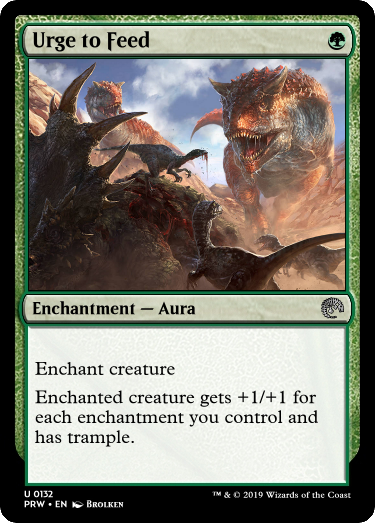 Urge to Feed
Enchantment — Aura
Enchant creature
Enchanted creature gets +1/+1 for
each enchantment you control and
has trample.
U 0132
PRW • EN Brolken
™ & © 2019 Wizards of the Coast